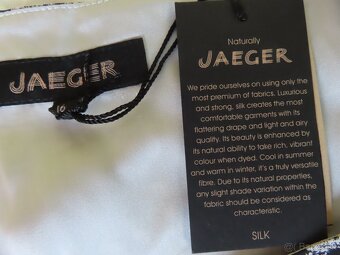 JAEGER
10
Naturally
JAEGER
We pride ourselves on using only the
most premium of fabrics. Luxurious
and strong, silk creates the most
comfortable garments with its
flattering drape and light and airy
quality. Its beauty is enhanced by
its natural ability to take rich, vibrant
colour when dyed. Cool in summer
and warm in winter, it's a truly versatile
fibre. Due to its natural properties,
any slight shade variation within the
fabric should be considered as
characteristic.
SILK